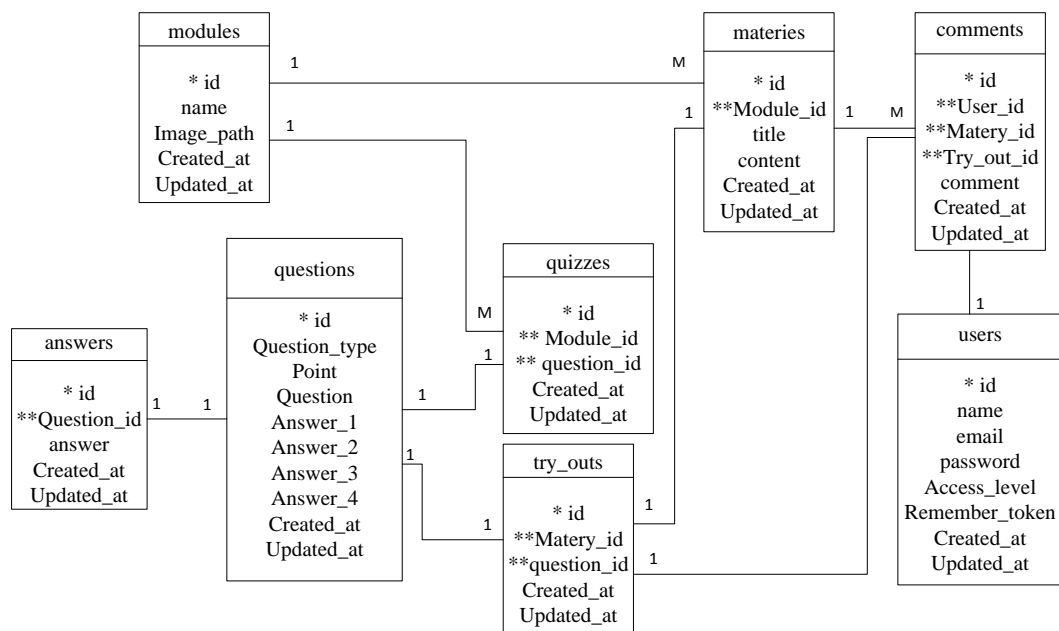 modules
* id
name
Image_path
Created_at
Updated_at
1
1
M
1
materies
* id
**Module_id
title
content
Created_at
Updated_at
1
M
comments
* id
**User_id
**Matery_id
**Try_out_id
comment
Created_at
Updated_at
1
users
* id
name
email
password
Access_level
Remember_token
Created_at
Updated_at
answers
* id
**Question_id
answer
Created_at
Updated_at
1
1
questions
* id
Question_type
Point
Question
Answer_1
Answer_2
Answer_3
Answer_4
Created_at
Updated_at
1
1
M
1
quizzes
* id
** Module_id
** question_id
Created_at
Updated_at
1
try_outs
* id
**Matery_id
**question_id
Created_at
Updated_at
1
1